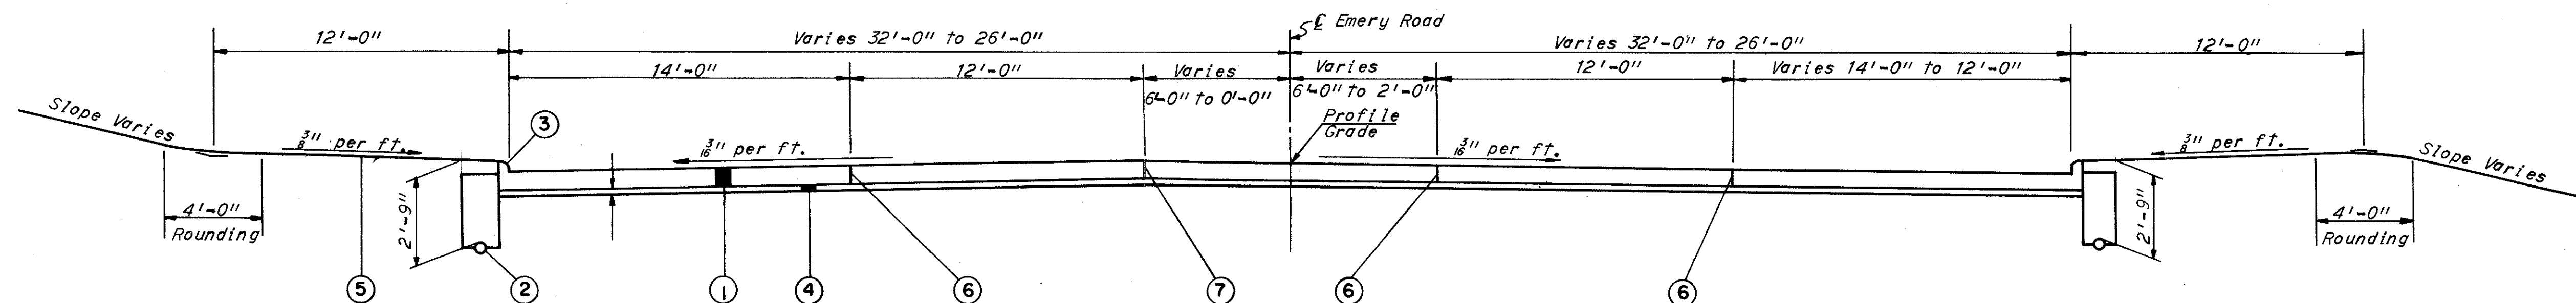 ℄ Emery Road
12'-0"
Varies 32'-0" to 26'-0"
Varies 32'-0" to 26'-0"
12'-0"
14'-0"
12'-0"
Varies
6'-0" to 0'-0"
Varies
6'-0" to 2'-0"
12'-0"
Varies 14'-0" to 12'-0"
Slope Varies
3/8" per ft.
3
3/16" per ft.
Profile
Grade
3/16" per ft.
3/8" per ft.
Slope Varies
4'-0"
Rounding
2'-9"
2'-9"
4'-0"
Rounding
5
2
1
4
6
7
6
6